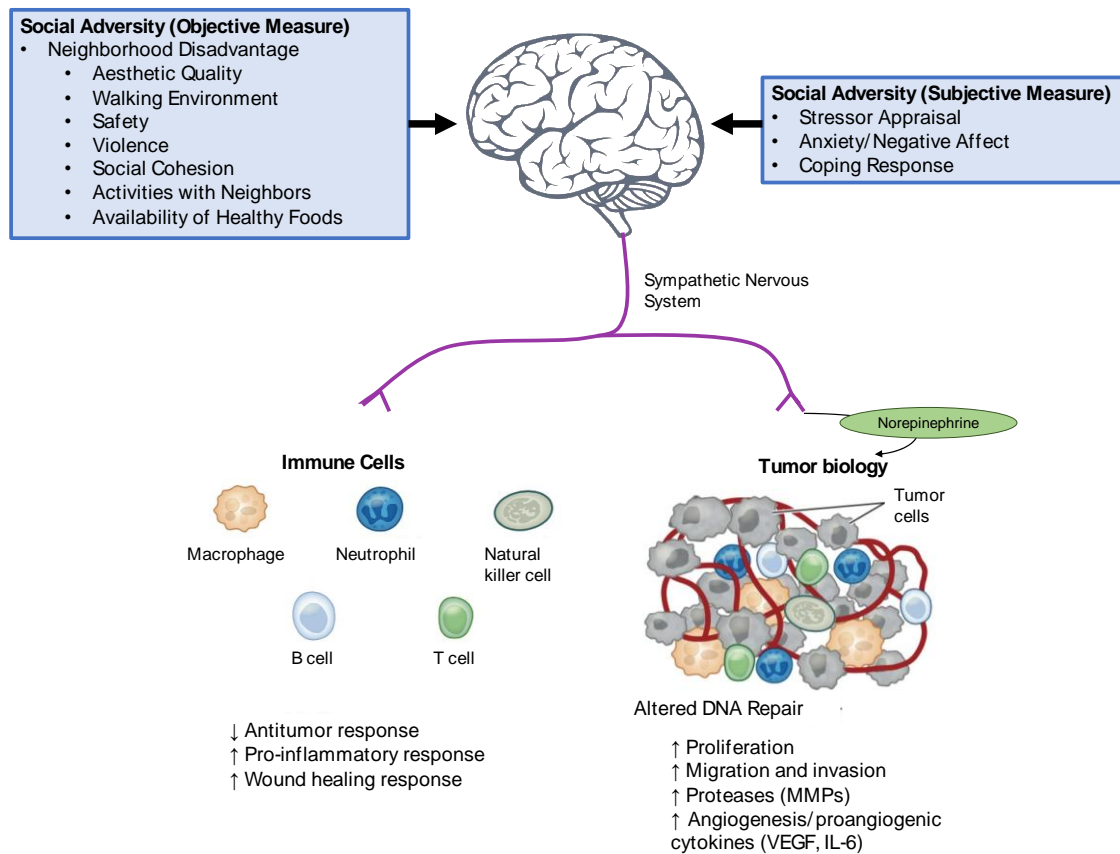 Social Adversity (Objective Measure)
• Neighborhood Disadvantage
• Aesthetic Quality
• Walking Environment
• Safety
• Violence
• Social Cohesion
• Activities with Neighbors
• Availability of Healthy Foods
Social Adversity (Subjective Measure)
• Stressor Appraisal
• Anxiety/Negative Affect
• Coping Response
Sympathetic Nervous
System
Norepinephrine
Immune Cells
Macrophage
Neutrophil
Natural
killer cell
B cell
T cell
↓ Antitumor response
↑ Pro-inflammatory response
↑ Wound healing response
Tumor biology
Tumor
cells
Altered DNA Repair
↑ Proliferation
↑ Migration and invasion
↑ Proteases (MMPs)
↑ Angiogenesis/proangiogenic
cytokines (VEGF, IL-6)